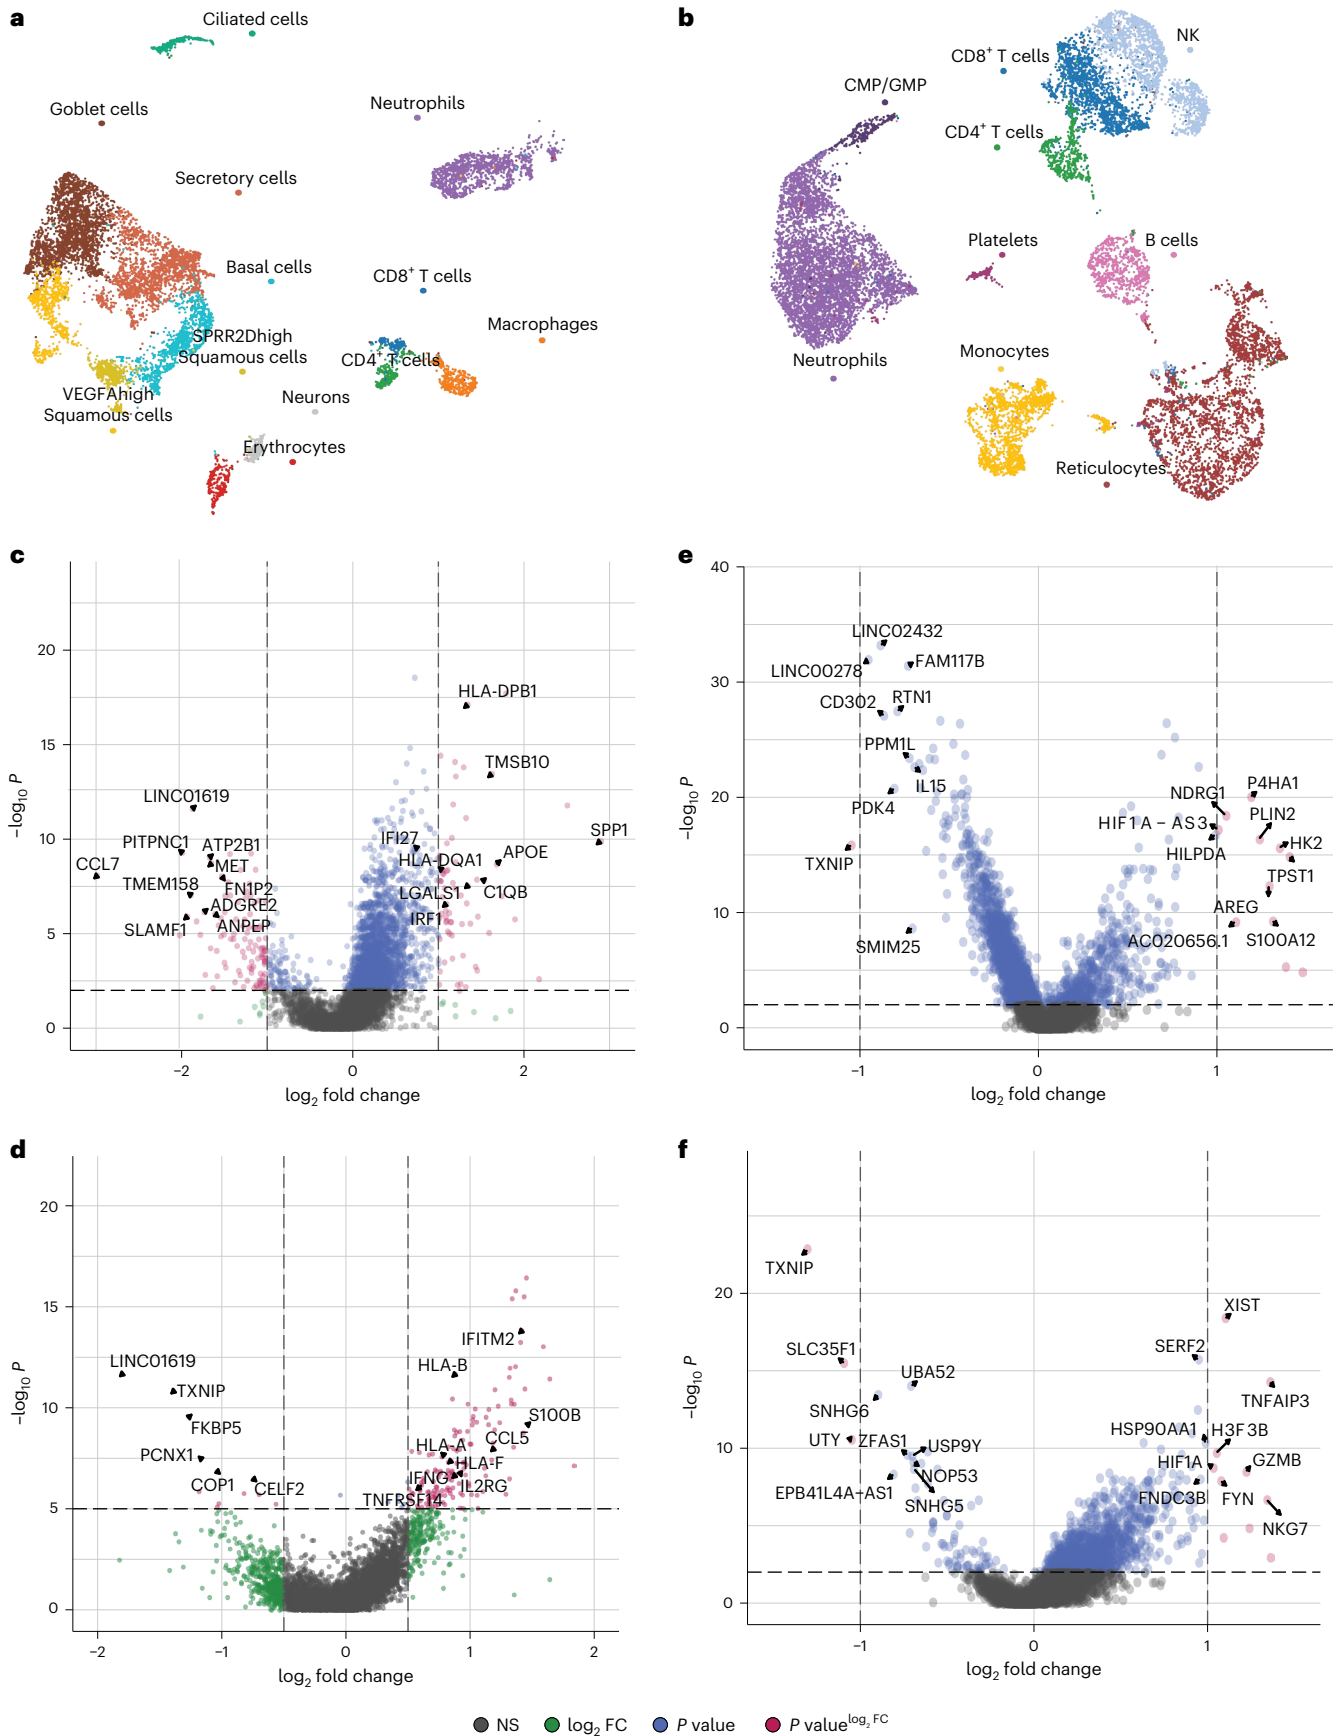 a
Ciliated cells
Goblet cells
Neutrophils
Secretory cells
Basal cells
CD8⁺ T cells
Macrophages
SPRR2Dhigh
Squamous cells
CD4⁺ T cells
VEGFAhigh
Squamous cells
Neurons
Erythrocytes
b
NK
CD8⁺ T cells
CMP/GMP
CD4⁺ T cells
Platelets
B cells
Neutrophils
Monocytes
Reticulocytes
c
−log₁₀ P
20
15
10
5
0
HLA-DPB1
TMSB10
LINC01619
SPP1
PITPNC1
ATP2B1
IFI27
APOE
CCL7
MET
HLA-DQA1
TMEM158
FN1P2
LGALS1
C1QB
ADGRE2
IRF1
SLAMF1
ANPEP
−2
0
2
log₂ fold change
e
40
30
20
10
0
LINC02432
LINC00278
FAM117B
CD302
RTN1
PPM1L
IL15
PDK4
TXNIP
SMIM25
NDRG1
P4HA1
HIF1A − AS3
PLIN2
HILPDA
HK2
TPST1
AREG
AC020656.1
S100A12
−1
0
1
log₂ fold change
d
−log₁₀ P
20
15
10
5
0
IFITM2
LINC01619
HLA-B
TXNIP
FKBP5
S100B
PCNX1
HLA-A
CCL5
COP1
HLA-F
CELF2
IFNG
IL2RG
TNFRSF14
−2
−1
0
1
2
log₂ fold change
f
−log₁₀ P
20
10
0
TXNIP
XIST
SLC35F1
SERF2
UBA52
SNHG6
TNFAIP3
UTY
ZFAS1
USP9Y
HSP90AA1
H3F3B
NOP53
HIF1A
GZMB
EPB41L4A−AS1
SNHG5
FNDC3B
FYN
NKG7
−1
0
1
log₂ fold change
NS
log₂ FC
P value
P value^log₂ FC